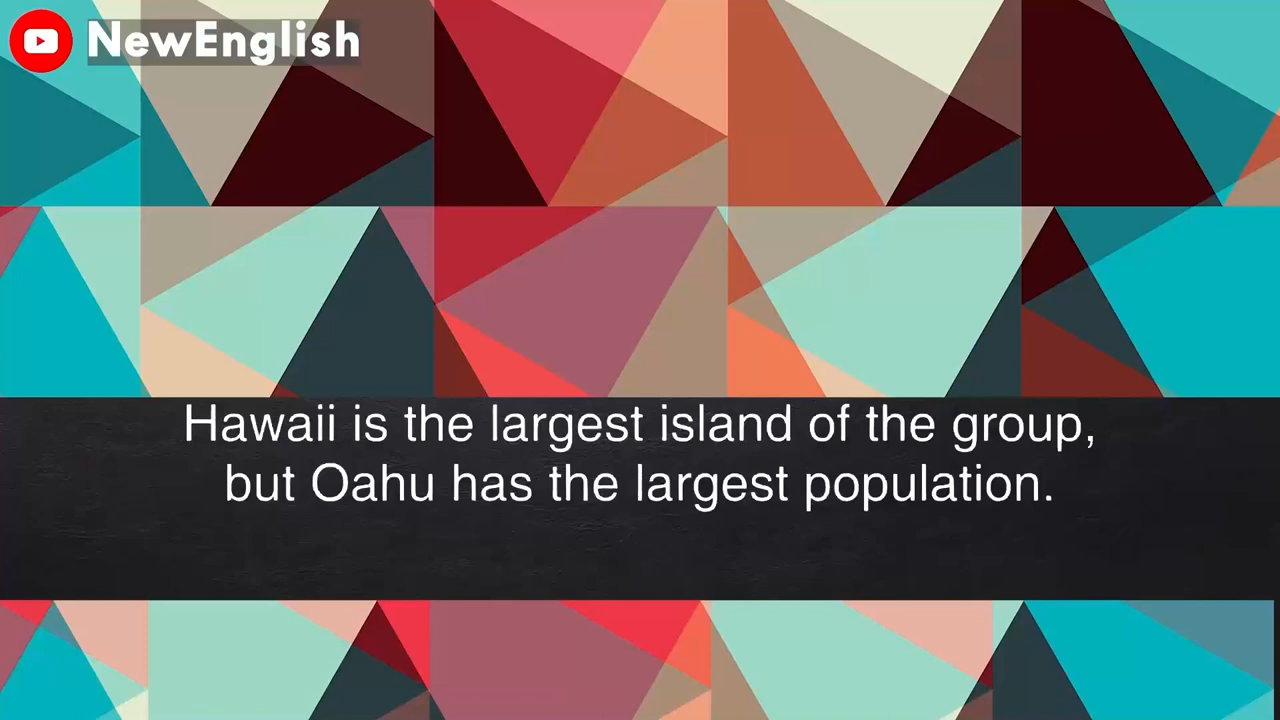 NewEnglish
Hawaii is the largest island of the group,
but Oahu has the largest population.